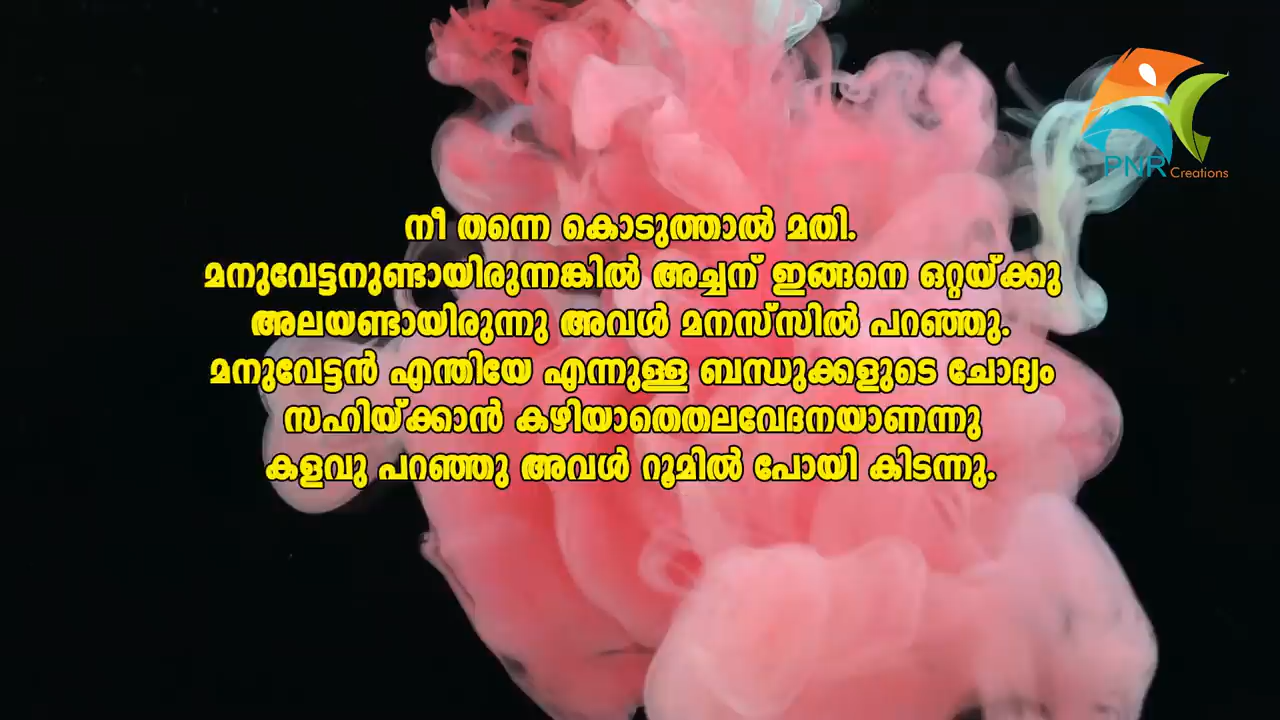 PNR Creations
നീ തന്നെ കൊടുത്താൽ മതി.
മനുവേട്ടനുണ്ടായിരുന്നങ്കിൽ അച്ചന് ഇങ്ങനെ ഒറ്റയ്ക്കു
അലയണ്ടായിരുന്നു അവൾ മനസ്സിൽ പറഞ്ഞു.
മനുവേട്ടൻ എന്തിയേ എന്നുള്ള ബന്ധുക്കളുടെ ചോദ്യം
സഹിയ്ക്കാൻ കഴിയാതെതലവേദനയാണന്നു
കളവു പറഞ്ഞു അവൾ റൂമിൽ പോയി കിടന്നു.